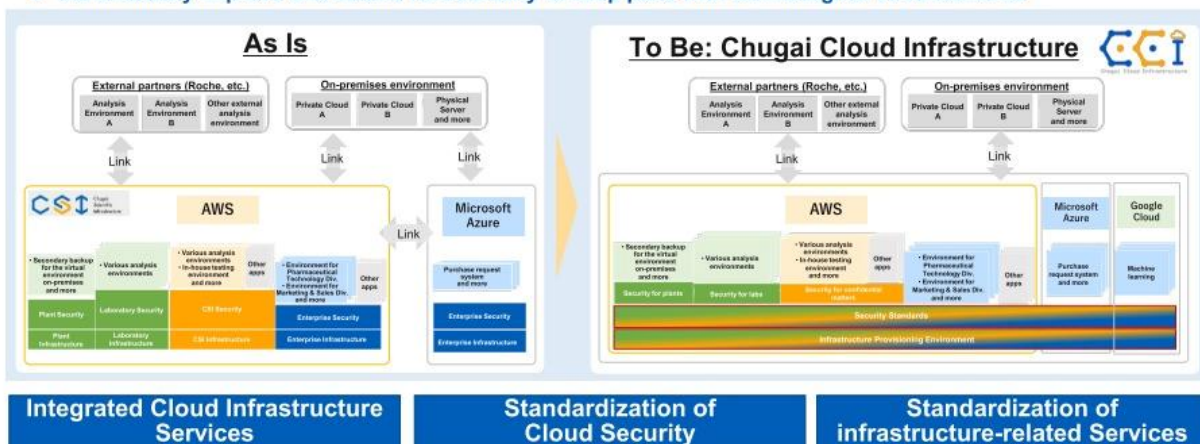 As Is
External partners (Roche, etc.)
Analysis
Environment
A
Analysis
Environment
B
Other external
analysis
environment
On-premises environment
Private Cloud
A
Private Cloud
B
Physical
Server
and more
Link
Link
Link
CSI
AWS
Microsoft
Azure
Link
• Secondary backup
for the virtual
environment
on-premises
and more
• Various analysis
environments
• Various analysis
environments
• In-house testing
environment
and more
Other
apps
• Environment for
Pharmaceutical
Technology Div.
• Environment for
Marketing & Sales Div.
and more
Other
apps
Purchase request
system
and more
Plant Security
Laboratory Security
CSI Security
Enterprise Security
Enterprise Security
Plant
Infrastructure
Laboratory
Infrastructure
CSI Infrastructure
Enterprise Infrastructure
Enterprise Infrastructure
To Be: Chugai Cloud Infrastructure
CCI
Chugai Cloud Infrastructure
External partners (Roche, etc.)
Analysis
Environment
A
Analysis
Environment
B
Other external
analysis
environment
On-premises environment
Private Cloud
A
Private Cloud
B
Physical
Server
and more
Link
Link
AWS
Microsoft
Azure
Google
Cloud
• Secondary backup
for the virtual
environment
on-premises
and more
• Various analysis
environments
• Various analysis
environments
• In-house testing
environment
and more
Other
apps
• Environment for
Pharmaceutical
Technology Div.
• Environment for
Marketing & Sales Div.
and more
Other
apps
Purchase
request system
and more
Machine
learning
Security for plants
Security for labs
Security for confidential
matters
Security Standards
Infrastructure Provisioning Environment
Integrated Cloud Infrastructure
Services
Standardization of
Cloud Security
Standardization of
infrastructure-related Services